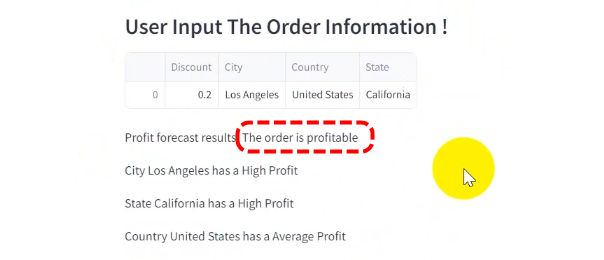 User Input The Order Information !
Discount City Country State
0 0.2 Los Angeles United States California
Profit forecast results The order is profitable
City Los Angeles has a High Profit
State California has a High Profit
Country United States has a Average Profit